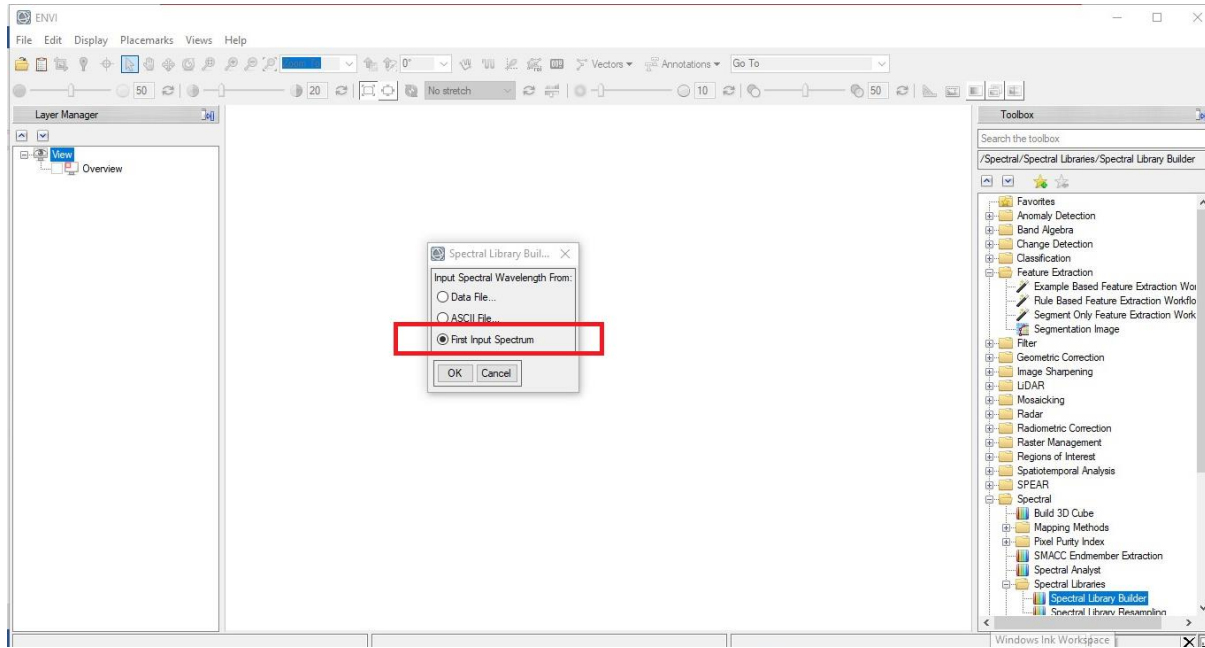 ENVI
File Edit Display Placemarks Views Help
0° Vectors Annotations Go To
50 20 No stretch 10 50
Layer Manager
View
Overview
Spectral Library Buil...
Input Spectral Wavelength From:
Data File...
ASCII File...
First Input Spectrum
OK Cancel
Toolbox
Search the toolbox
/Spectral/Spectral Libraries/Spectral Library Builder
Favorites
Anomaly Detection
Band Algebra
Change Detection
Classification
Feature Extraction
Example Based Feature Extraction Wor
Rule Based Feature Extraction Workflo
Segment Only Feature Extraction Work
Segmentation Image
Filter
Geometric Correction
Image Sharpening
LiDAR
Mosaicking
Radar
Radiometric Correction
Raster Management
Regions of Interest
Spatiotemporal Analysis
SPEAR
Spectral
Build 3D Cube
Mapping Methods
Pixel Purity Index
SMACC Endmember Extraction
Spectral Analyst
Spectral Libraries
Spectral Library Builder
Spectral Library Resampling
Windows Ink Workspace